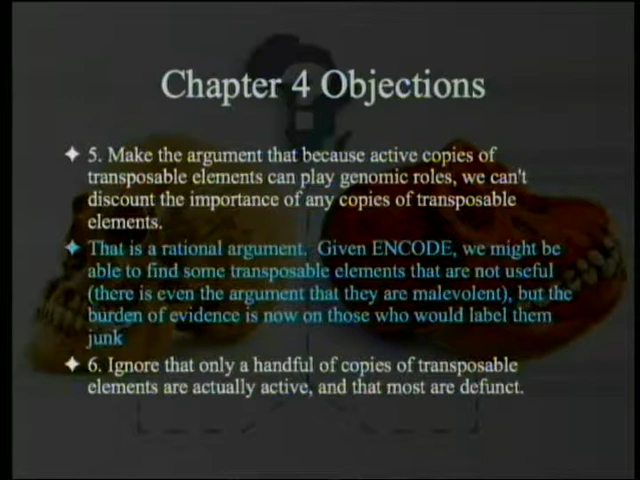 Chapter 4 Objections
5. Make the argument that because active copies of
transposable elements can play genomic roles, we can't
discount the importance of any copies of transposable
elements.
That is a rational argument. Given ENCODE, we might be
able to find some transposable elements that are not useful
(there is even the argument that they are malevolent), but the
burden of evidence is now on those who would label them
junk
6. Ignore that only a handful of copies of transposable
elements are actually active, and that most are defunct.